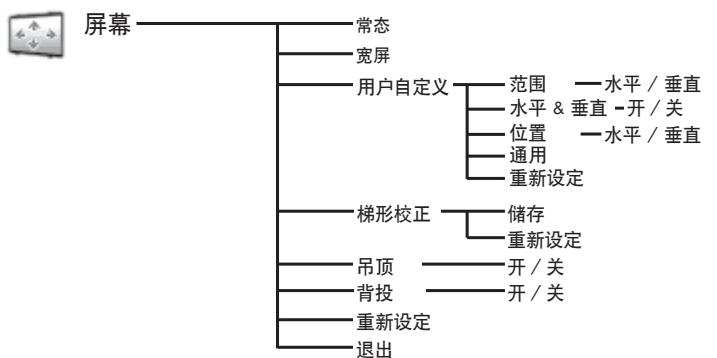 屏幕
常态
宽屏
用户自定义
范围 水平 / 垂直
水平 & 垂直 开 / 关
位置 水平 / 垂直
通用
重新设定
梯形校正 储存
重新设定
吊顶 开 / 关
背投 开 / 关
重新设定
退出